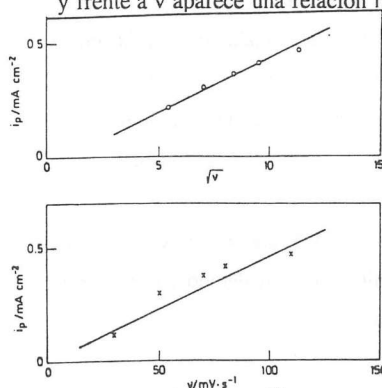 y frente a v aparece una relación
0.5
i_p/mA cm⁻²
0
0 5 10 15
√v
0.5
i_p/mA cm⁻²
0
0 50 100 150
v/mV·s⁻¹